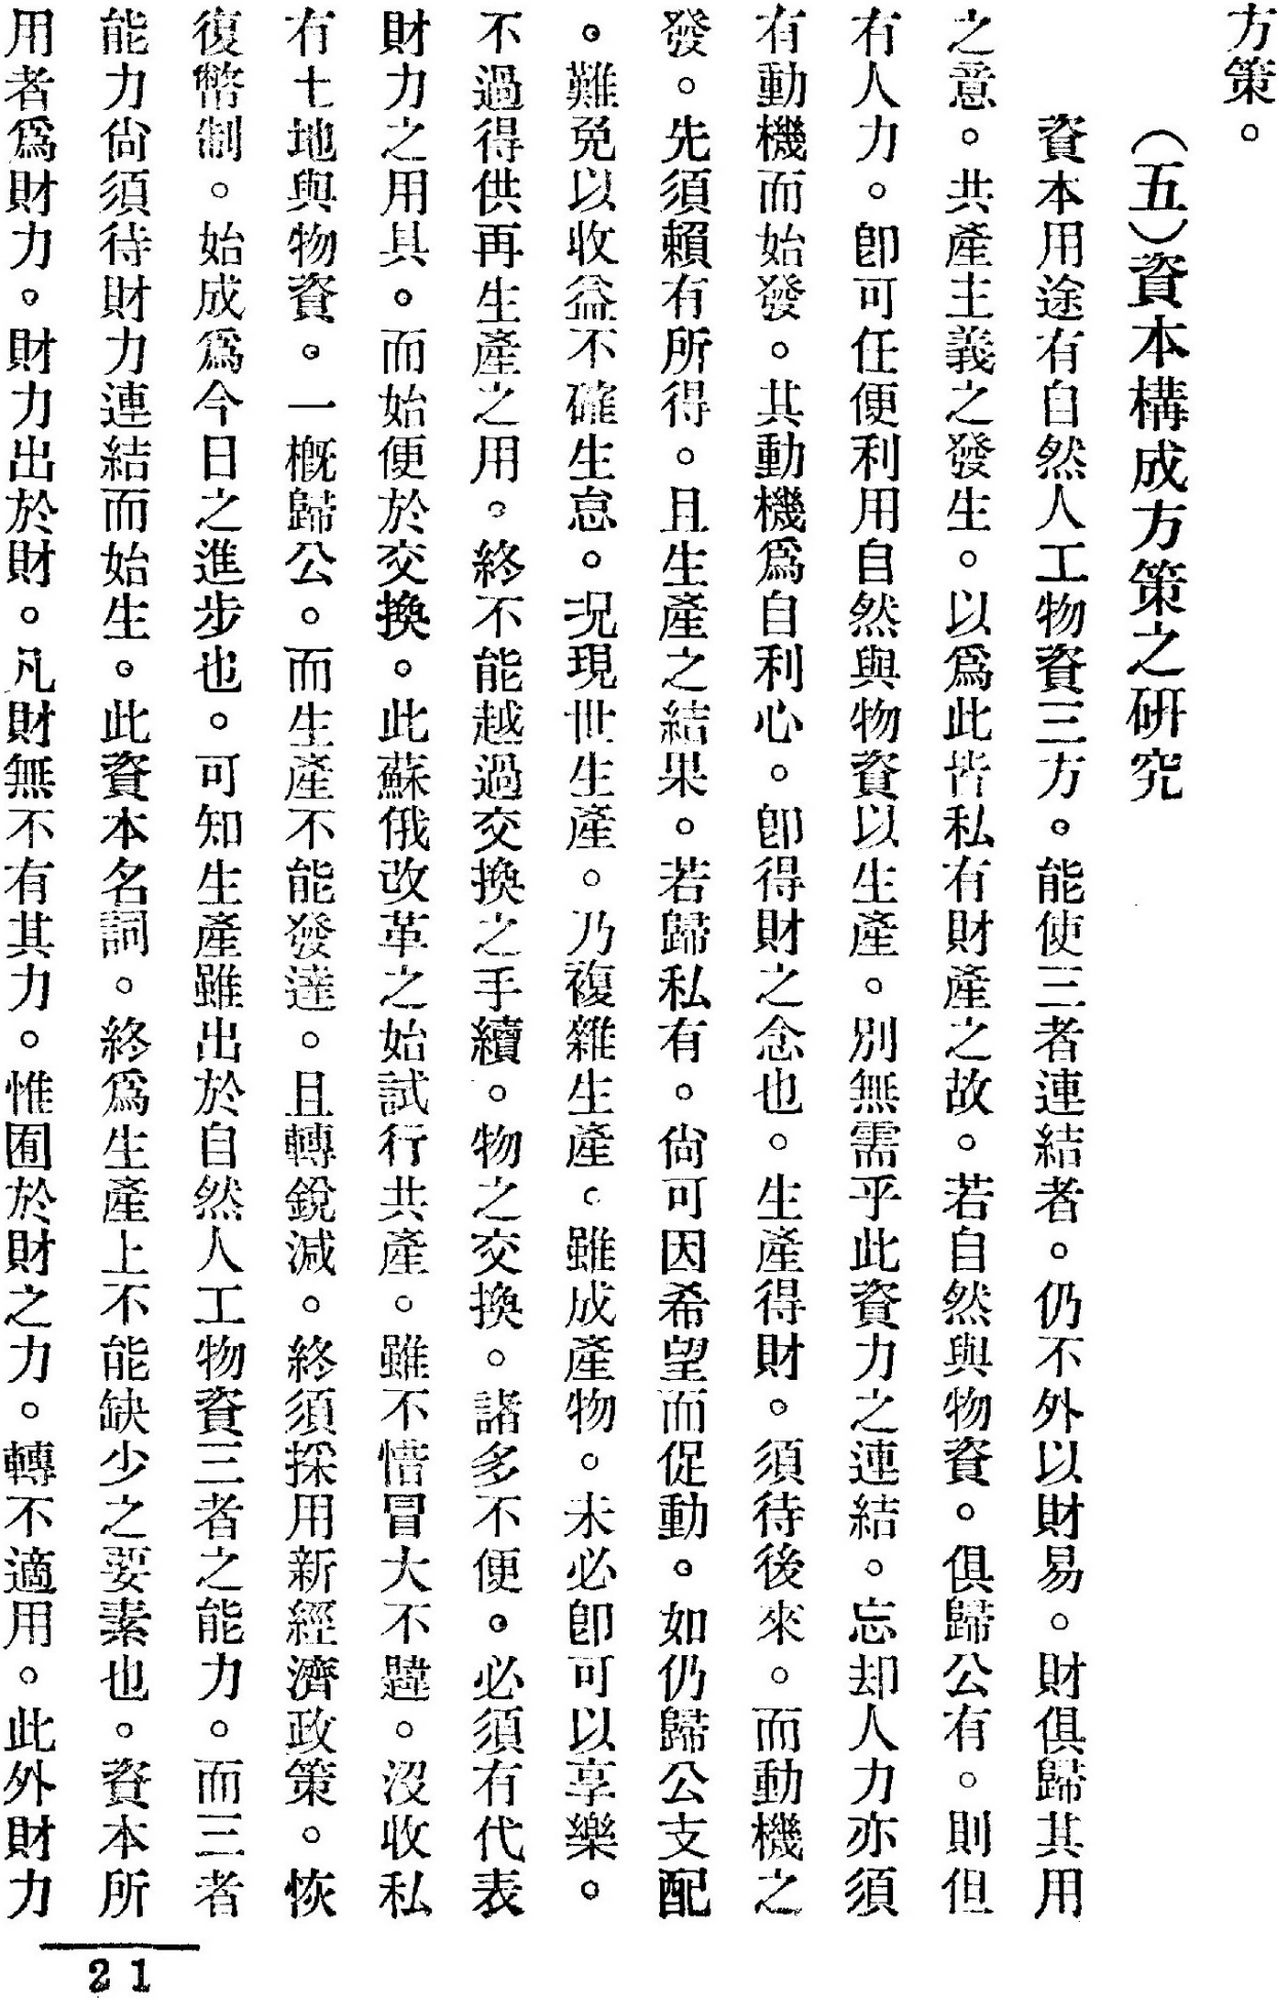 方策。
（五）資本構成方策之研究
資本用途有自然人工物資三方。能使三者連結者。仍不外以財易。財俱歸其用
之意。共產主義之發生。以爲此皆私有財產之故。若自然與物資。俱歸公有。則但
有人力。卽可任便利用自然與物資以生產。別無需乎此資力之連結。忘却人力亦須
有動機而始發。其動機爲自利心。卽得財之念也。生產得財。須待後來。而動機之
發。先須賴有所得。且生產之結果。若歸私有。尙可因希望而促動。如仍歸公支配
。難免以收益不確生怠。況現世生產。乃複雜生產。雖成產物。未必卽可以享樂。
不過得供再生產之用。終不能越過交換之手續。物之交換。諸多不便。必須有代表
財力之用具。而始便於交換。此蘇俄改革之始試行共產。雖不惜冒大不韙。沒收私
有土地與物資。一槪歸公。而生產不能發達。且轉銳減。終須採用新經濟政策。恢
復幣制。始成爲今日之進步也。可知生產雖出於自然人工物資三者之能力。而三者
能力尙須待財力連結而始生。此資本名詞。終爲生產上不能缺少之要素也。資本所
用者爲財力。財力出於財。凡財無不有其力。惟囿於財之力。轉不適用。此外財力
21